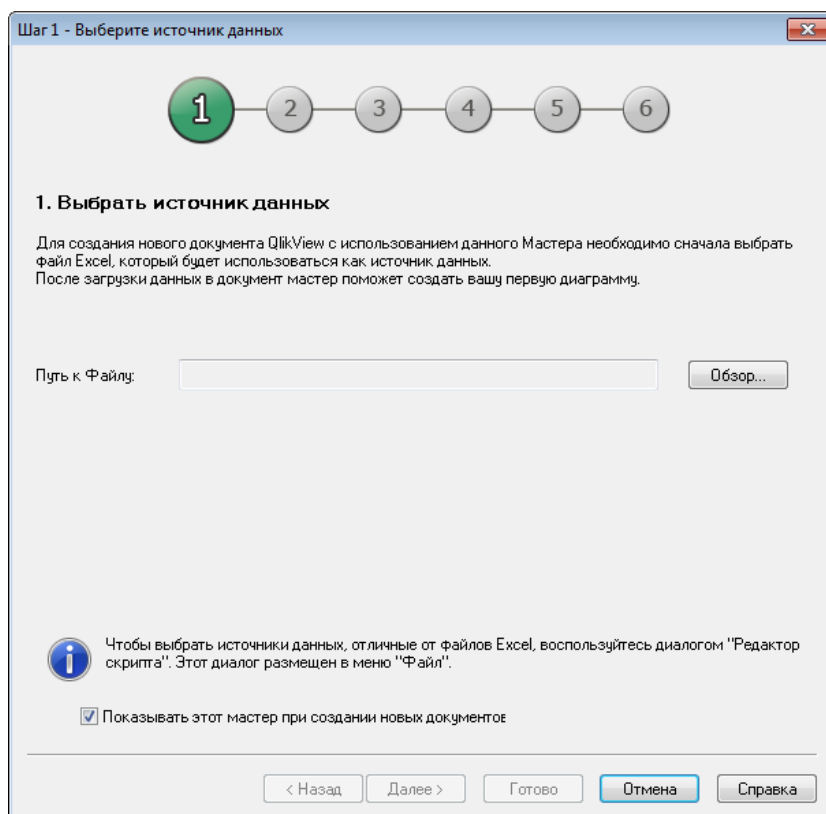 Шаг 1 - Выберите источник данных
1 2 3 4 5 6
1. Выбрать источник данных
Для создания нового документа QlikView с использованием данного Мастера необходимо сначала выбрать
файл Excel, который будет использоваться как источник данных.
После загрузки данных в документ мастер поможет создать вашу первую диаграмму.
Путь к Файлу:
Обзор...
Чтобы выбрать источники данных, отличные от файлов Excel, воспользуйтесь диалогом "Редактор
скрипта". Этот диалог размещен в меню "Файл".
Показывать этот мастер при создании новых документов
< Назад Далее > Готово Отмена Справка